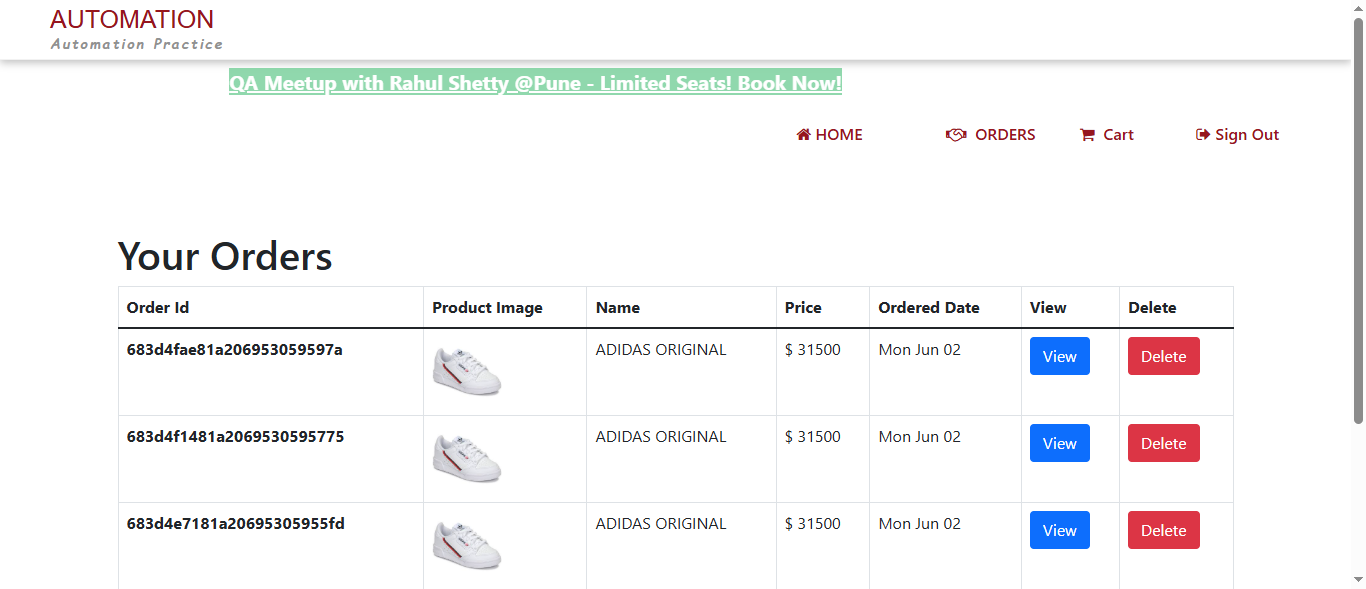 AUTOMATION
Automation Practice
QA Meetup with Rahul Shetty @Pune - Limited Seats! Book Now!
HOME ORDERS Cart Sign Out
Your Orders
Order Id Product Image Name Price Ordered Date View Delete
683d4fae81a206953059597a ADIDAS ORIGINAL $ 31500 Mon Jun 02 View Delete
683d4f1481a2069530595775 ADIDAS ORIGINAL $ 31500 Mon Jun 02 View Delete
683d4e7181a20695305955fd ADIDAS ORIGINAL $ 31500 Mon Jun 02 View Delete